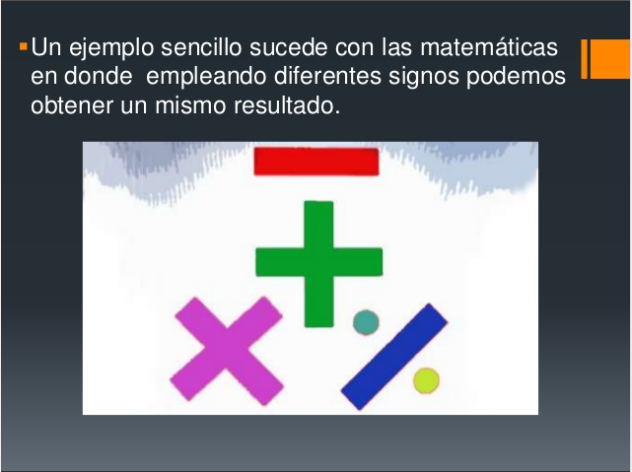 Un ejemplo sencillo sucede con las matemáticas
en donde empleando diferentes signos podemos
obtener un mismo resultado.